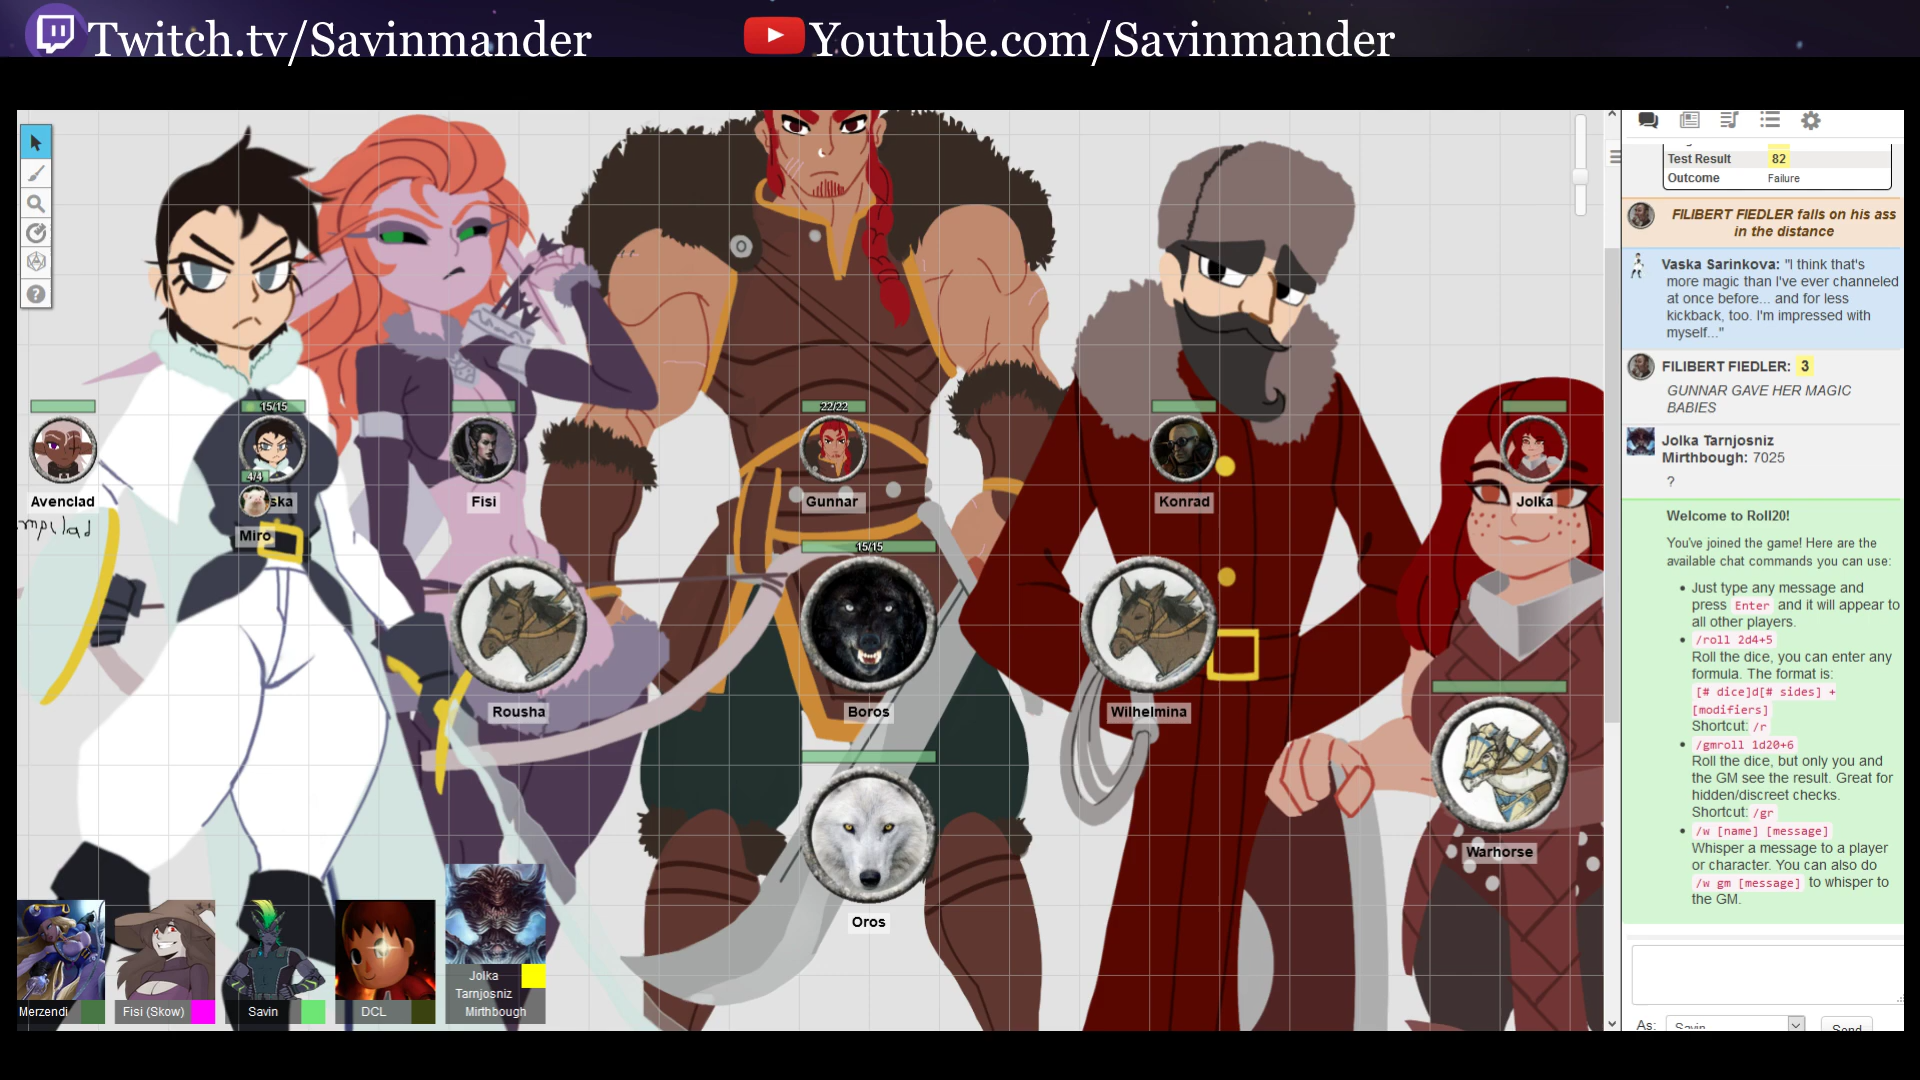 Twitch.tv/Savinmander
Youtube.com/Savinmander
Test Result 82
Outcome Failure
FILIBERT FIEDLER falls on his ass
in the distance
Vaska Sarinkova: "I think that's
more magic than I've ever channeled
at once before... and for less
kickback, too. I'm impressed with
myself..."
FILIBERT FIEDLER: 3
GUNNAR GAVE HER MAGIC
BABIES
Jolka Tarnjosniz
Mirthbough: 7025
?
Welcome to Roll20!
You've joined the game! Here are the
available chat commands you can use:
Just type any message and
press Enter and it will appear to
all other players.
/roll 2d4+5
Roll the dice, you can enter any
formula. The format is:
[# dice]d[# sides] +
[modifiers]
Shortcut: /r
/gmroll 1d20+6
Roll the dice, but only you and
the GM see the result. Great for
hidden/discreet checks.
Shortcut: /gr
/w [name] [message]
Whisper a message to a player
or character. You can also do
/w gm [message] to whisper to
the GM.
As: Savin Send
15/15
22/22
4/4
Avenclad
ska
Fisi
Gunnar
Konrad
Jolka
Miro
15/15
Rousha
Boros
Wilhelmina
Warhorse
Oros
Merzendi
Fisi (Skow)
Savin
DCL
Jolka
Tarnjosniz
Mirthbough